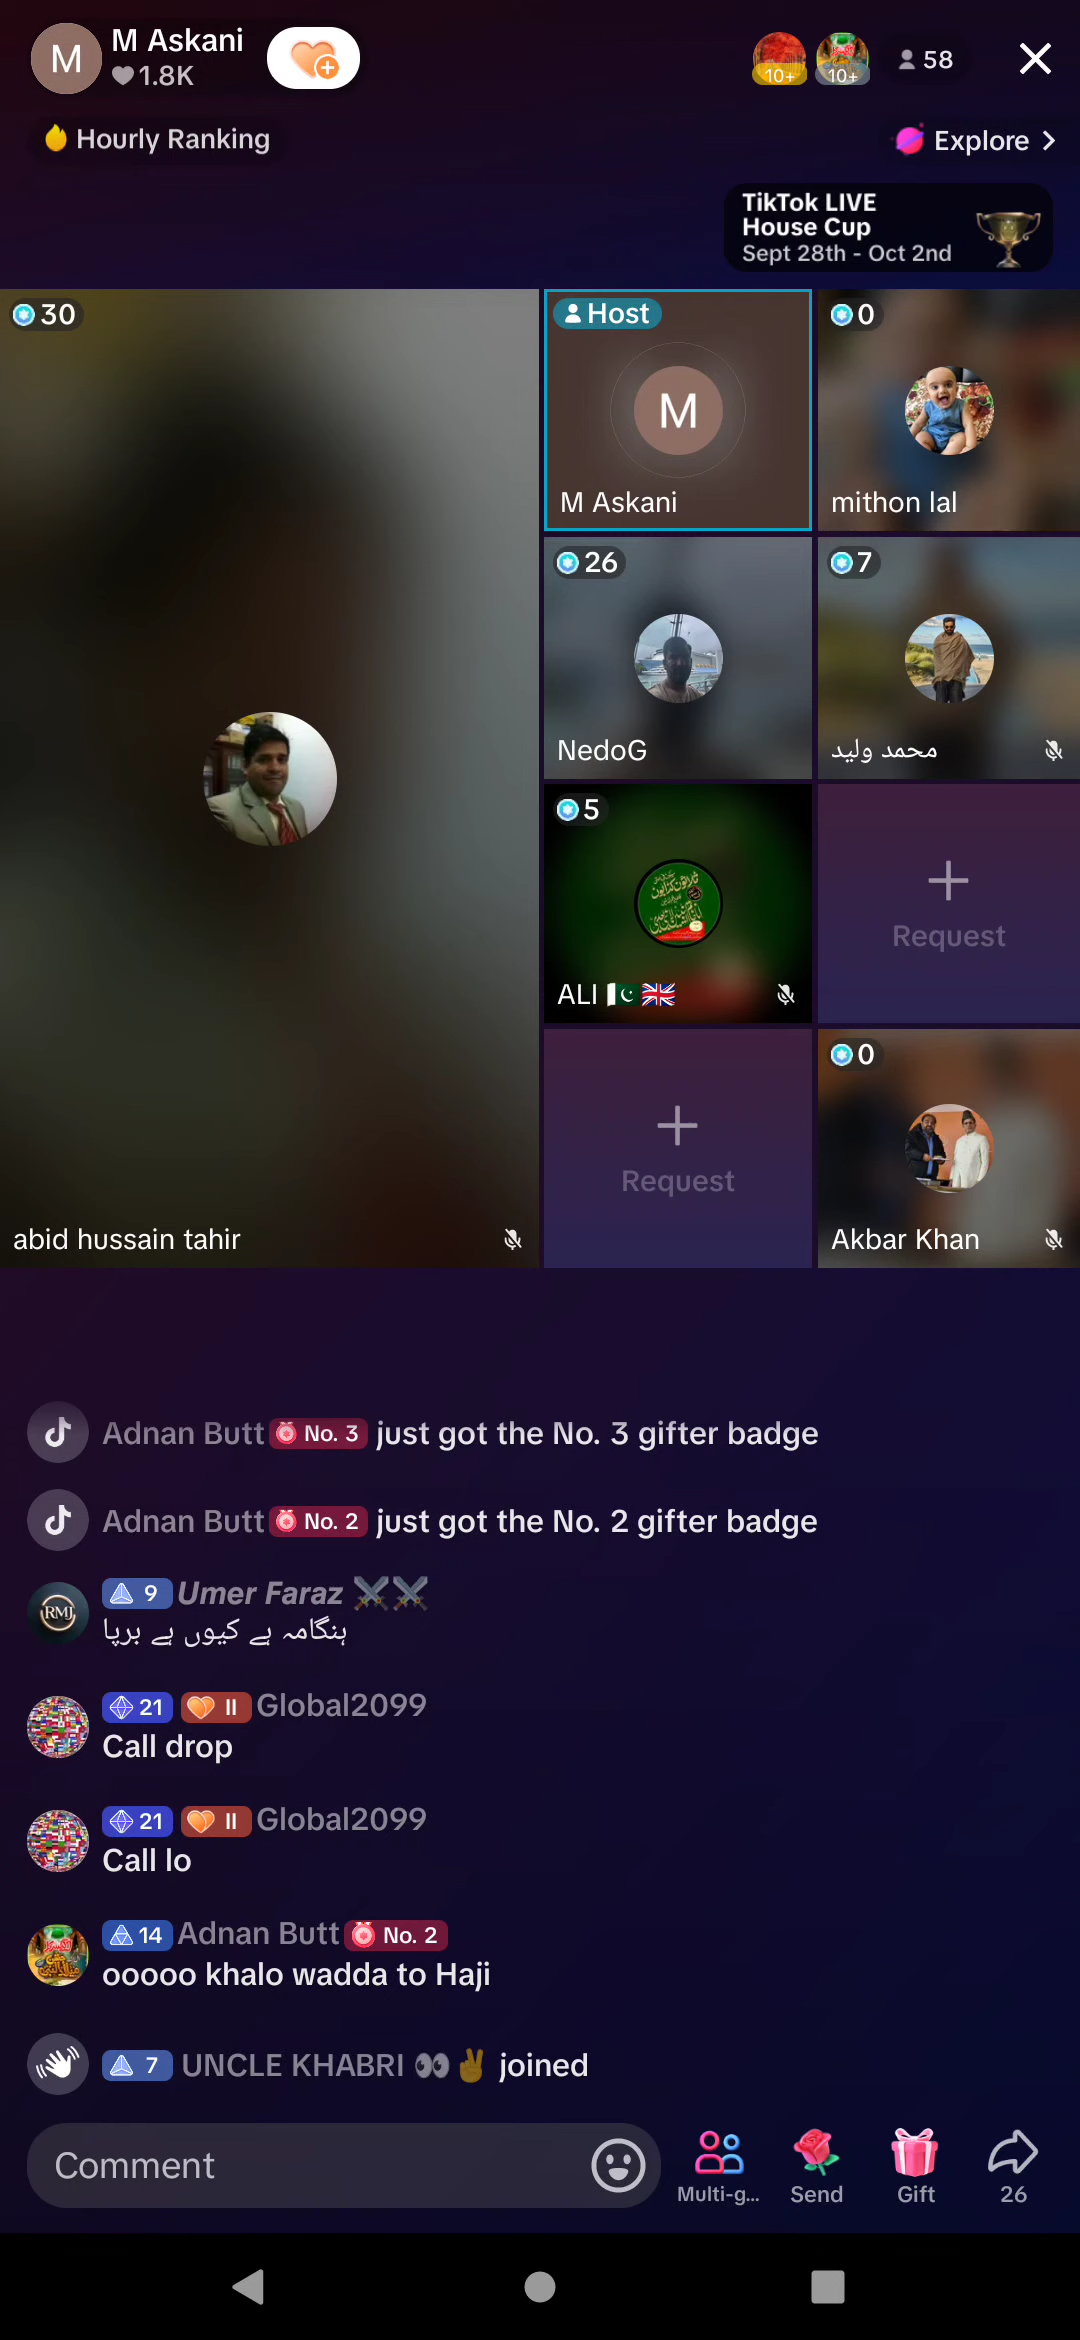 M
M Askani
1.8K
10+
10+
58
Hourly Ranking
Explore
TikTok LIVE
House Cup
Sept 28th - Oct 2nd
30
abid hussain tahir
Host
M
M Askani
0
mithon lal
26
NedoG
7
محمد ولید
5
ALI 🇵🇰🇬🇧
Request
Request
0
Akbar Khan
Adnan Butt No. 3 just got the No. 3 gifter badge
Adnan Butt No. 2 just got the No. 2 gifter badge
RMJ
9 Umer Faraz ⚔️⚔️
ہنگامہ ہے کیوں ہے برپا
21 II Global2099
Call drop
21 II Global2099
Call lo
14 Adnan Butt No. 2
ooooo khalo wadda to Haji
7 UNCLE KHABRI 👀✌🏾 joined
Comment
Multi-g...
Send
Gift
26